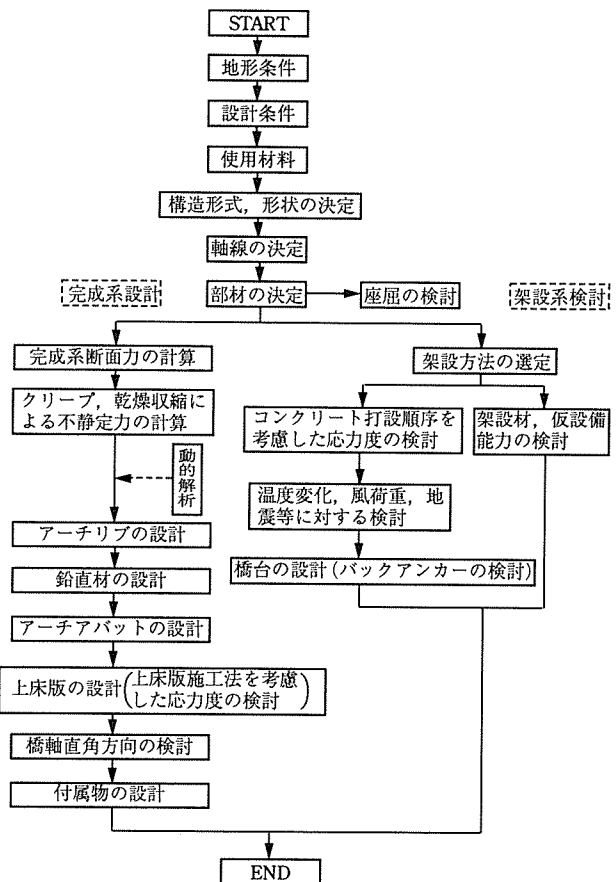 START
地形条件
設計条件
使用材料
構造形式，形状の決定
軸線の決定
完成系設計
部材の決定
座屈の検討
架設系検討
完成系断面力の計算
クリープ，乾燥収縮に
よる不静定力の計算
動的解析
アーチリブの設計
鉛直材の設計
アーチアバットの設計
上床版の設計(上床版施工法を考慮
した応力度の検討)
橋軸直角方向の検討
付属物の設計
架設方法の選定
コンクリート打設順序を
考慮した応力度の検討
架設材，仮設備
能力の検討
温度変化，風荷重，地
震等に対する検討
橋台の設計(バックアンカーの検討)
END